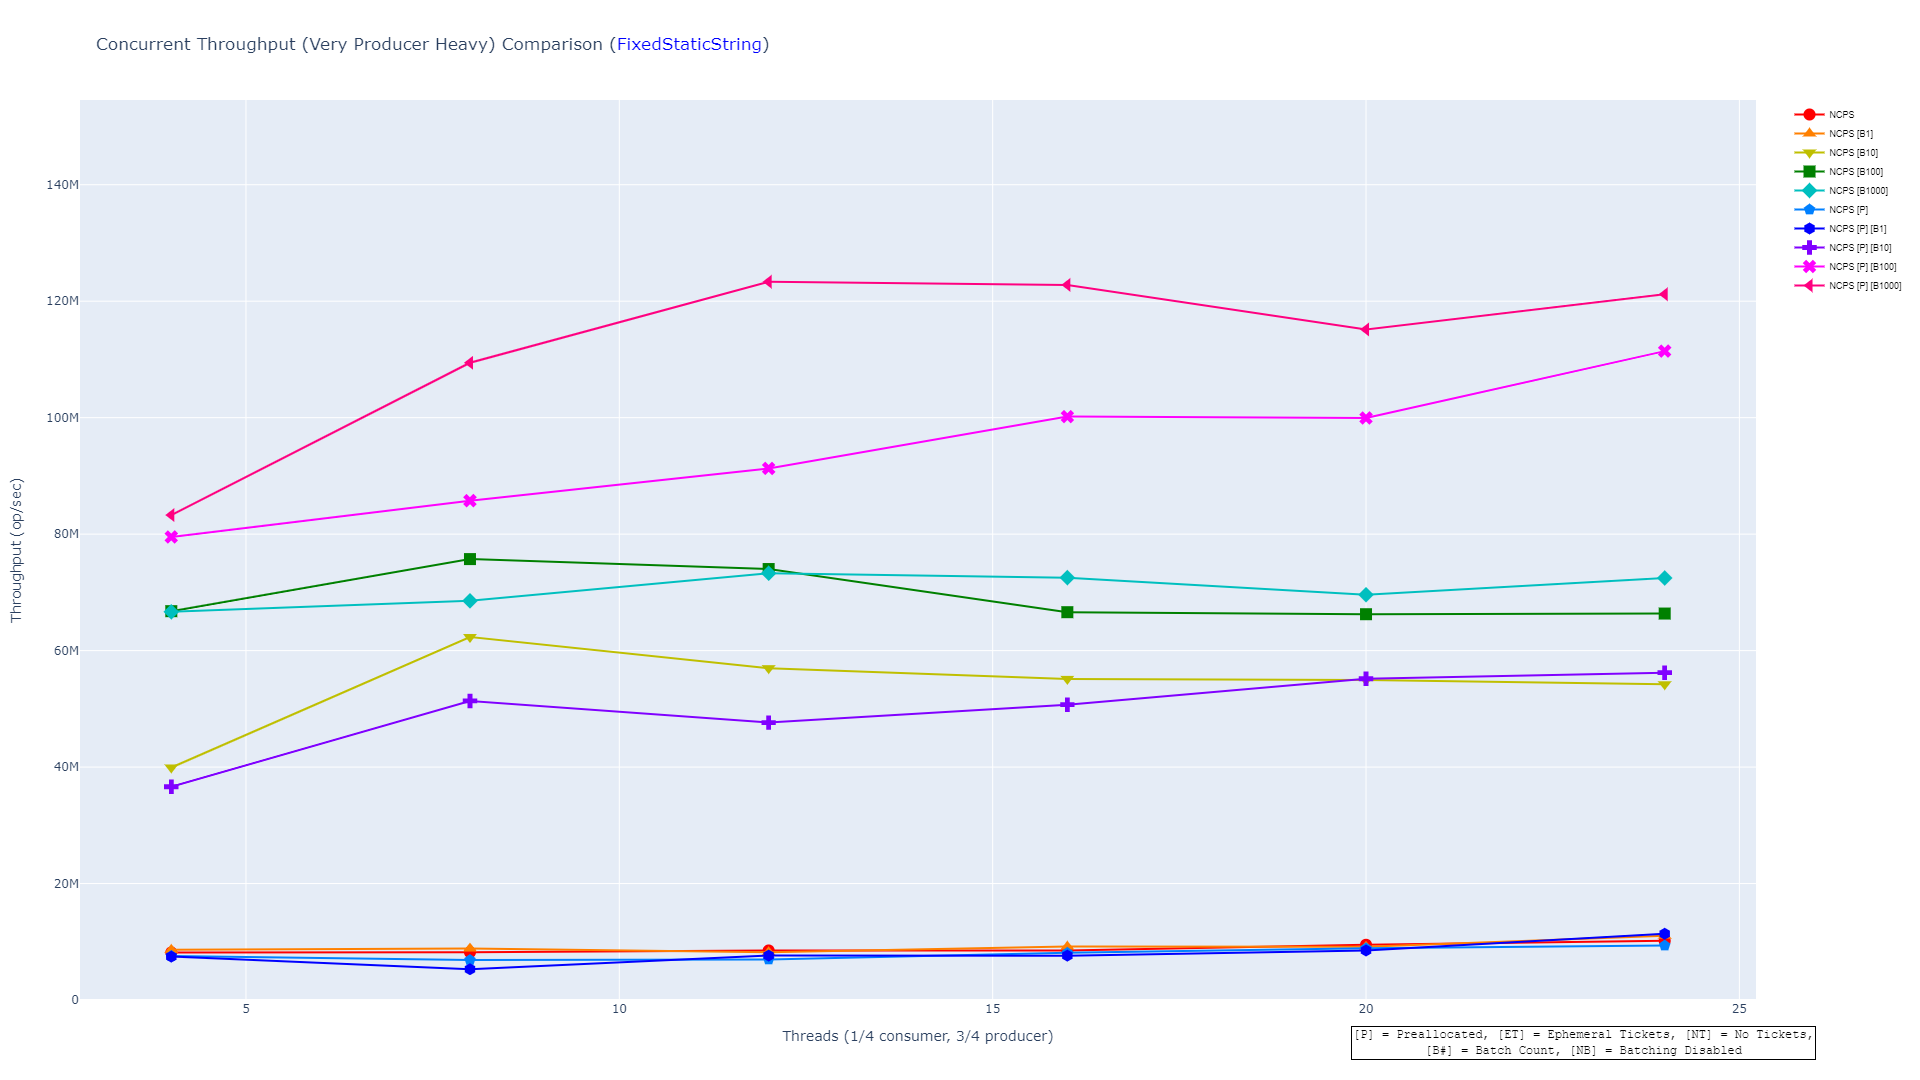 Concurrent Throughput (Very Producer Heavy) Comparison (FixedStaticString)
Throughput (op/sec)
140M
120M
100M
80M
60M
40M
20M
0
5
10
15
20
25
Threads (1/4 consumer, 3/4 producer)
NCPS
NCPS [B1]
NCPS [B10]
NCPS [B100]
NCPS [B1000]
NCPS [P]
NCPS [P] [B1]
NCPS [P] [B10]
NCPS [P] [B100]
NCPS [P] [B1000]
[P] = Preallocated, [ET] = Ephemeral Tickets, [NT] = No Tickets,
[B#] = Batch Count, [NB] = Batching Disabled